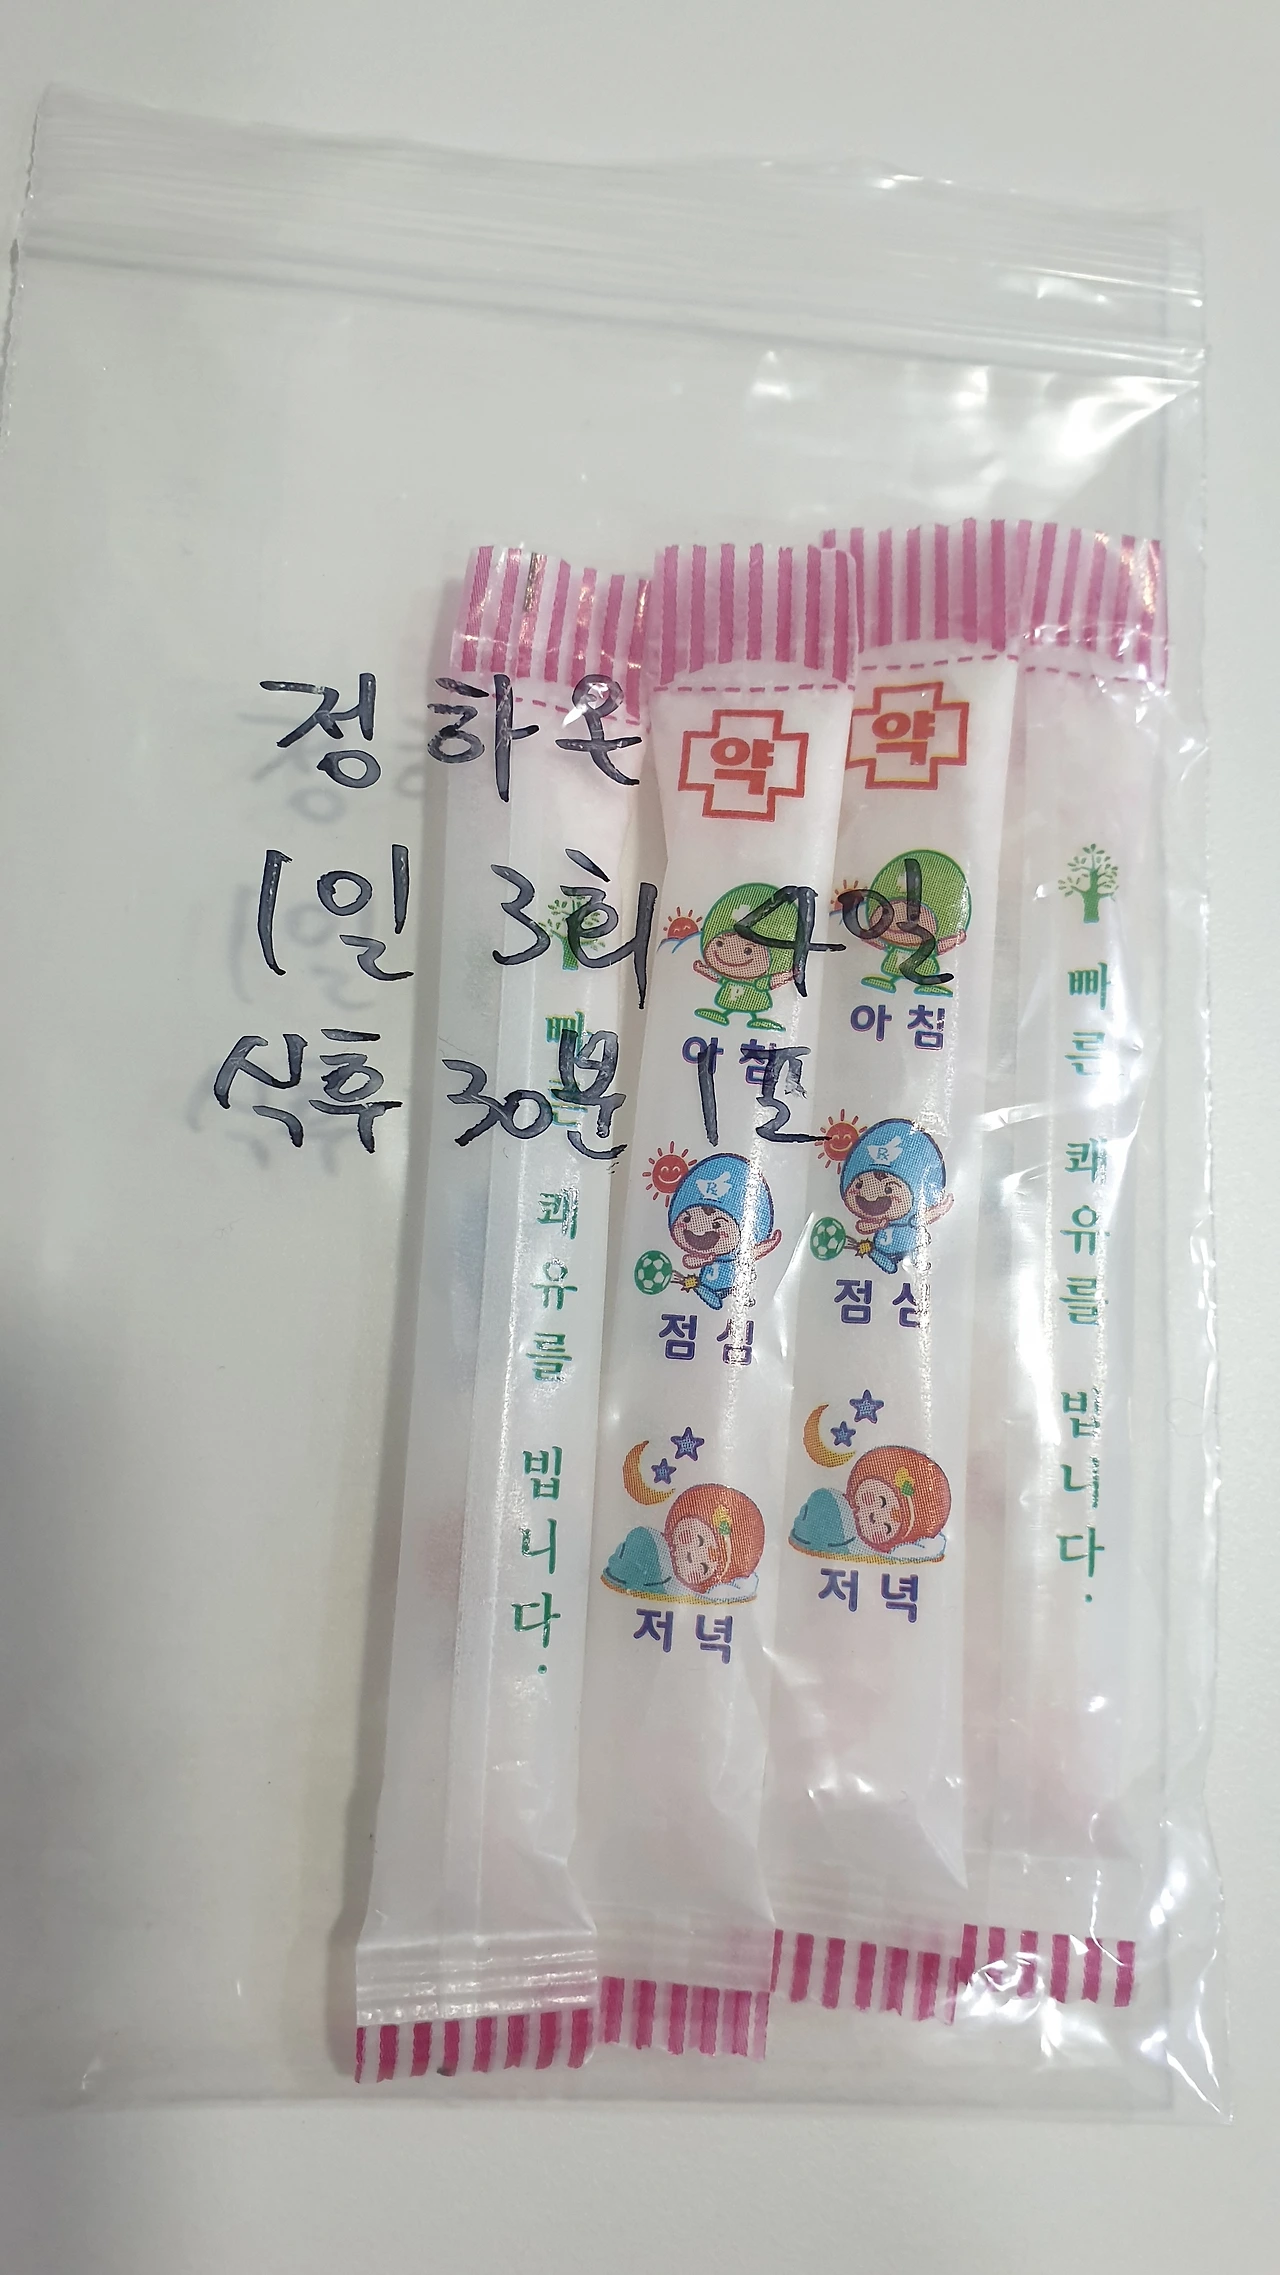 정하온
1일 3회 4일
식후 30분 1포
빠른 쾌유를 빕니다.
약
아침
점심
저녁
약
아침
점심
저녁
빠른 쾌유를 빕니다.